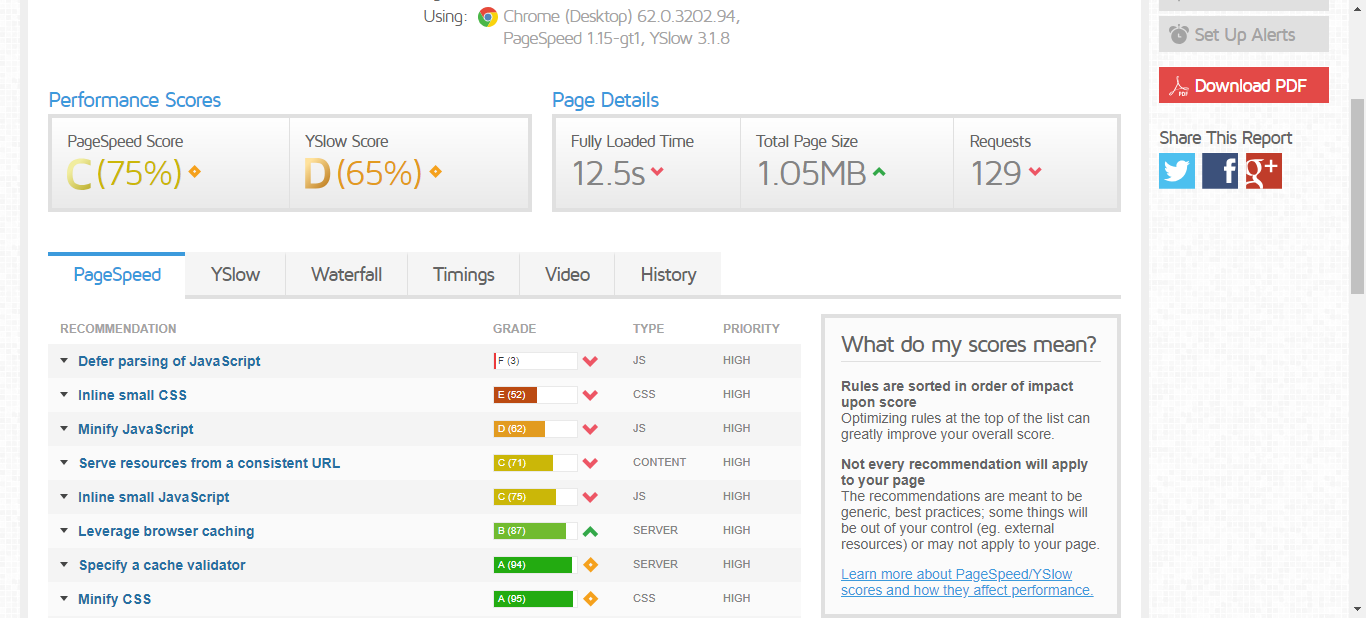 Using: Chrome (Desktop) 62.0.3202.94,
PageSpeed 1.15-gt1, YSlow 3.1.8
Set Up Alerts
Download PDF
Share This Report
Performance Scores
PageSpeed Score
C(75%)
YSlow Score
D(65%)
Page Details
Fully Loaded Time
12.5s
Total Page Size
1.05MB
Requests
129
PageSpeed YSlow Waterfall Timings Video History
RECOMMENDATION GRADE TYPE PRIORITY
Defer parsing of JavaScript F (3) JS HIGH
Inline small CSS E (52) CSS HIGH
Minify JavaScript D (62) JS HIGH
Serve resources from a consistent URL C (71) CONTENT HIGH
Inline small JavaScript C (75) JS HIGH
Leverage browser caching B (87) SERVER HIGH
Specify a cache validator A (94) SERVER HIGH
Minify CSS A (95) CSS HIGH
What do my scores mean?
Rules are sorted in order of impact
upon score
Optimizing rules at the top of the list can
greatly improve your overall score.
Not every recommendation will apply
to your page
The recommendations are meant to be
generic, best practices; some things will
be out of your control (eg. external
resources) or may not apply to your page.
Learn more about PageSpeed/YSlow
scores and how they affect performance.